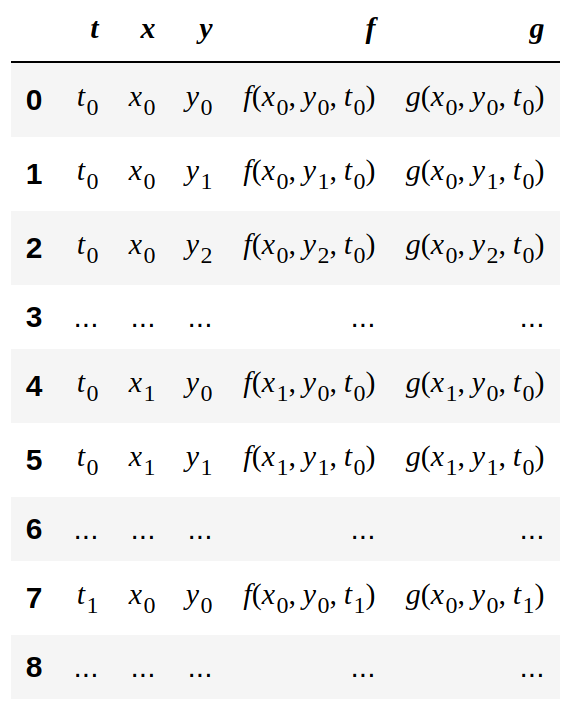 t x y f g
0 t₀ x₀ y₀ f(x₀, y₀, t₀) g(x₀, y₀, t₀)
1 t₀ x₀ y₁ f(x₀, y₁, t₀) g(x₀, y₁, t₀)
2 t₀ x₀ y₂ f(x₀, y₂, t₀) g(x₀, y₂, t₀)
3 ... ... ... ... ...
4 t₀ x₁ y₀ f(x₁, y₀, t₀) g(x₁, y₀, t₀)
5 t₀ x₁ y₁ f(x₁, y₁, t₀) g(x₁, y₁, t₀)
6 ... ... ... ... ...
7 t₁ x₀ y₀ f(x₀, y₀, t₁) g(x₀, y₀, t₁)
8 ... ... ... ... ...